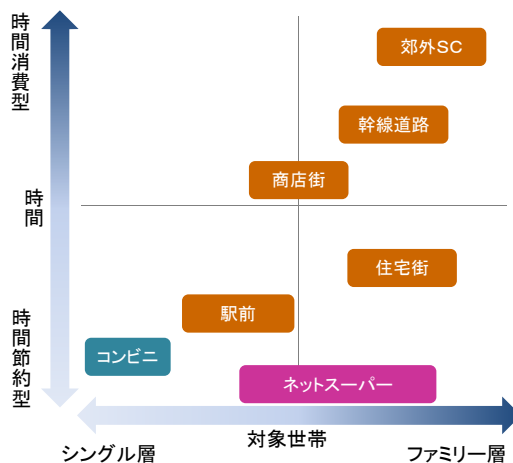 時間消費型
郊外SC
幹線道路
商店街
時間
住宅街
駅前
時間節約型
コンビニ
ネットスーパー
対象世帯
シングル層
ファミリー層